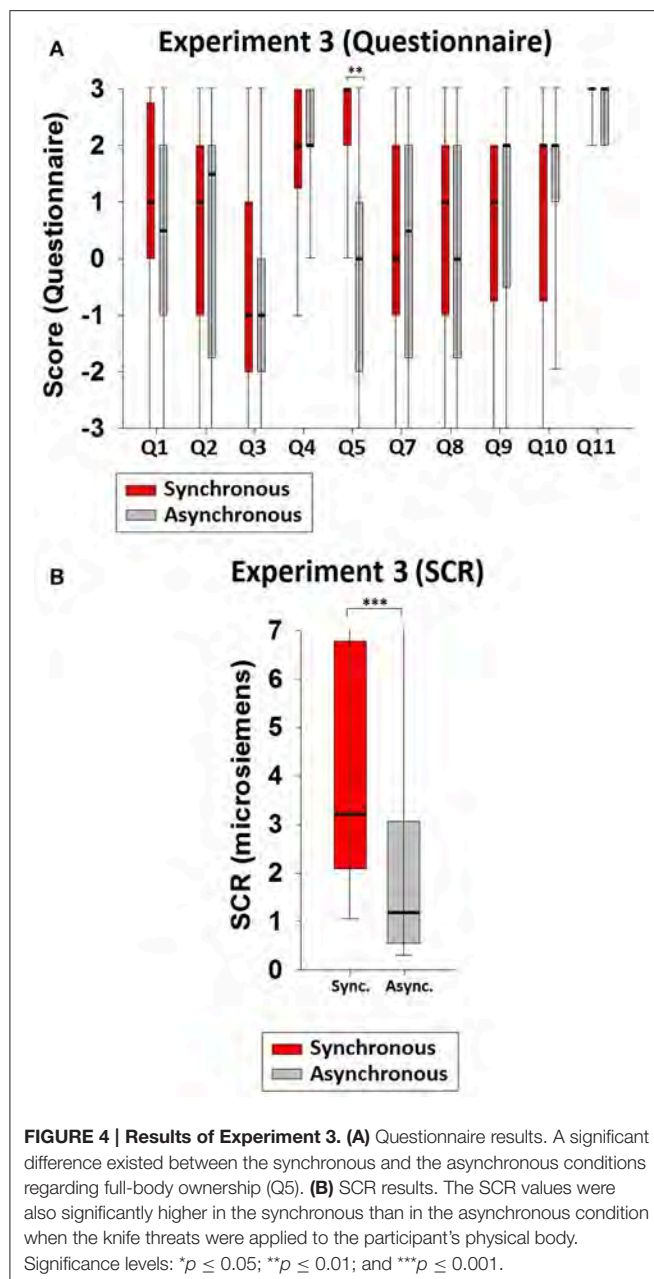 A
Experiment 3 (Questionnaire)
**
3
2
1
0
-1
-2
-3
Score (Questionnaire)
Q1 Q2 Q3 Q4 Q5 Q7 Q8 Q9 Q10 Q11
Synchronous
Asynchronous
B
Experiment 3 (SCR)
***
7
6
5
4
3
2
1
0
SCR (microsiemens)
Sync. Async.
Synchronous
Asynchronous
FIGURE 4 | Results of Experiment 3. (A) Questionnaire results. A significant
difference existed between the synchronous and the asynchronous conditions
regarding full-body ownership (Q5). (B) SCR results. The SCR values were
also significantly higher in the synchronous than in the asynchronous condition
when the knife threats were applied to the participant's physical body.
Significance levels: *p ≤ 0.05; **p ≤ 0.01; and ***p ≤ 0.001.